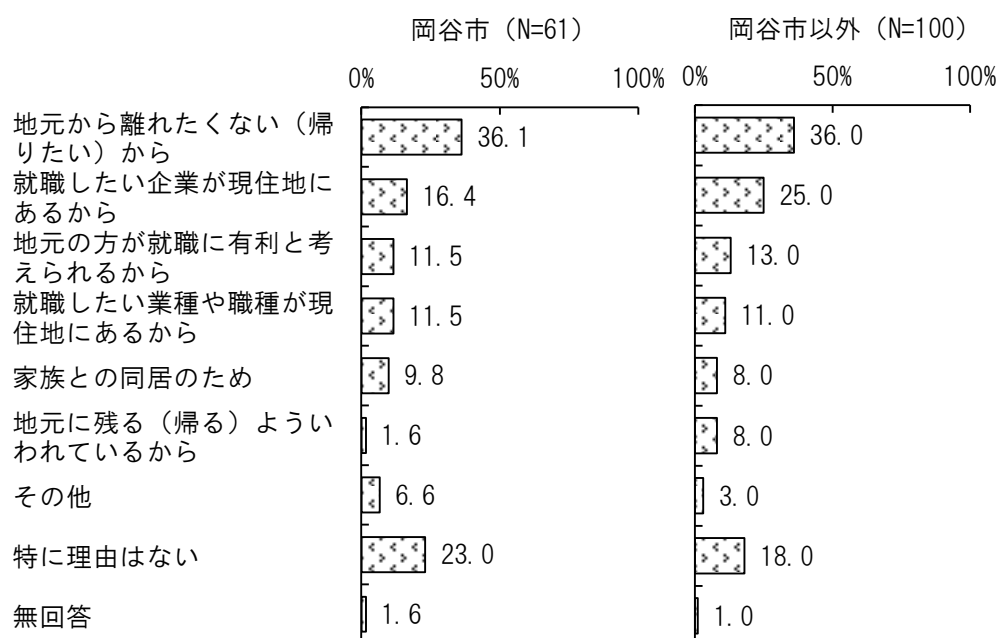 岡谷市（N=61）
岡谷市以外（N=100）
0% 50% 100% 0% 50% 100%
地元から離れたくない（帰
りたい）から
36.1 36.0
就職したい企業が現住地に
あるから
16.4 25.0
地元の方が就職に有利と考
えられるから
11.5 13.0
就職したい業種や職種が現
住地にあるから
11.5 11.0
家族との同居のため 9.8 8.0
地元に残る（帰る）ようい
われているから
1.6 8.0
その他 6.6 3.0
特に理由はない 23.0 18.0
無回答 1.6 1.0